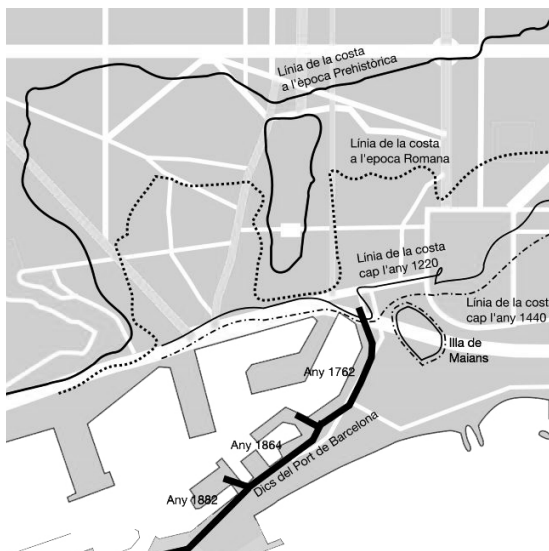 Línia de la costa
a l'època Prehistòrica
Línia de la costa
a l'epoca Romana
Línia de la costa
cap l'any 1220
Línia de la costa
cap l'any 1440
Illa de
Maians
Any 1762
Any 1864
Dics del Port de Barcelona
Any 1882